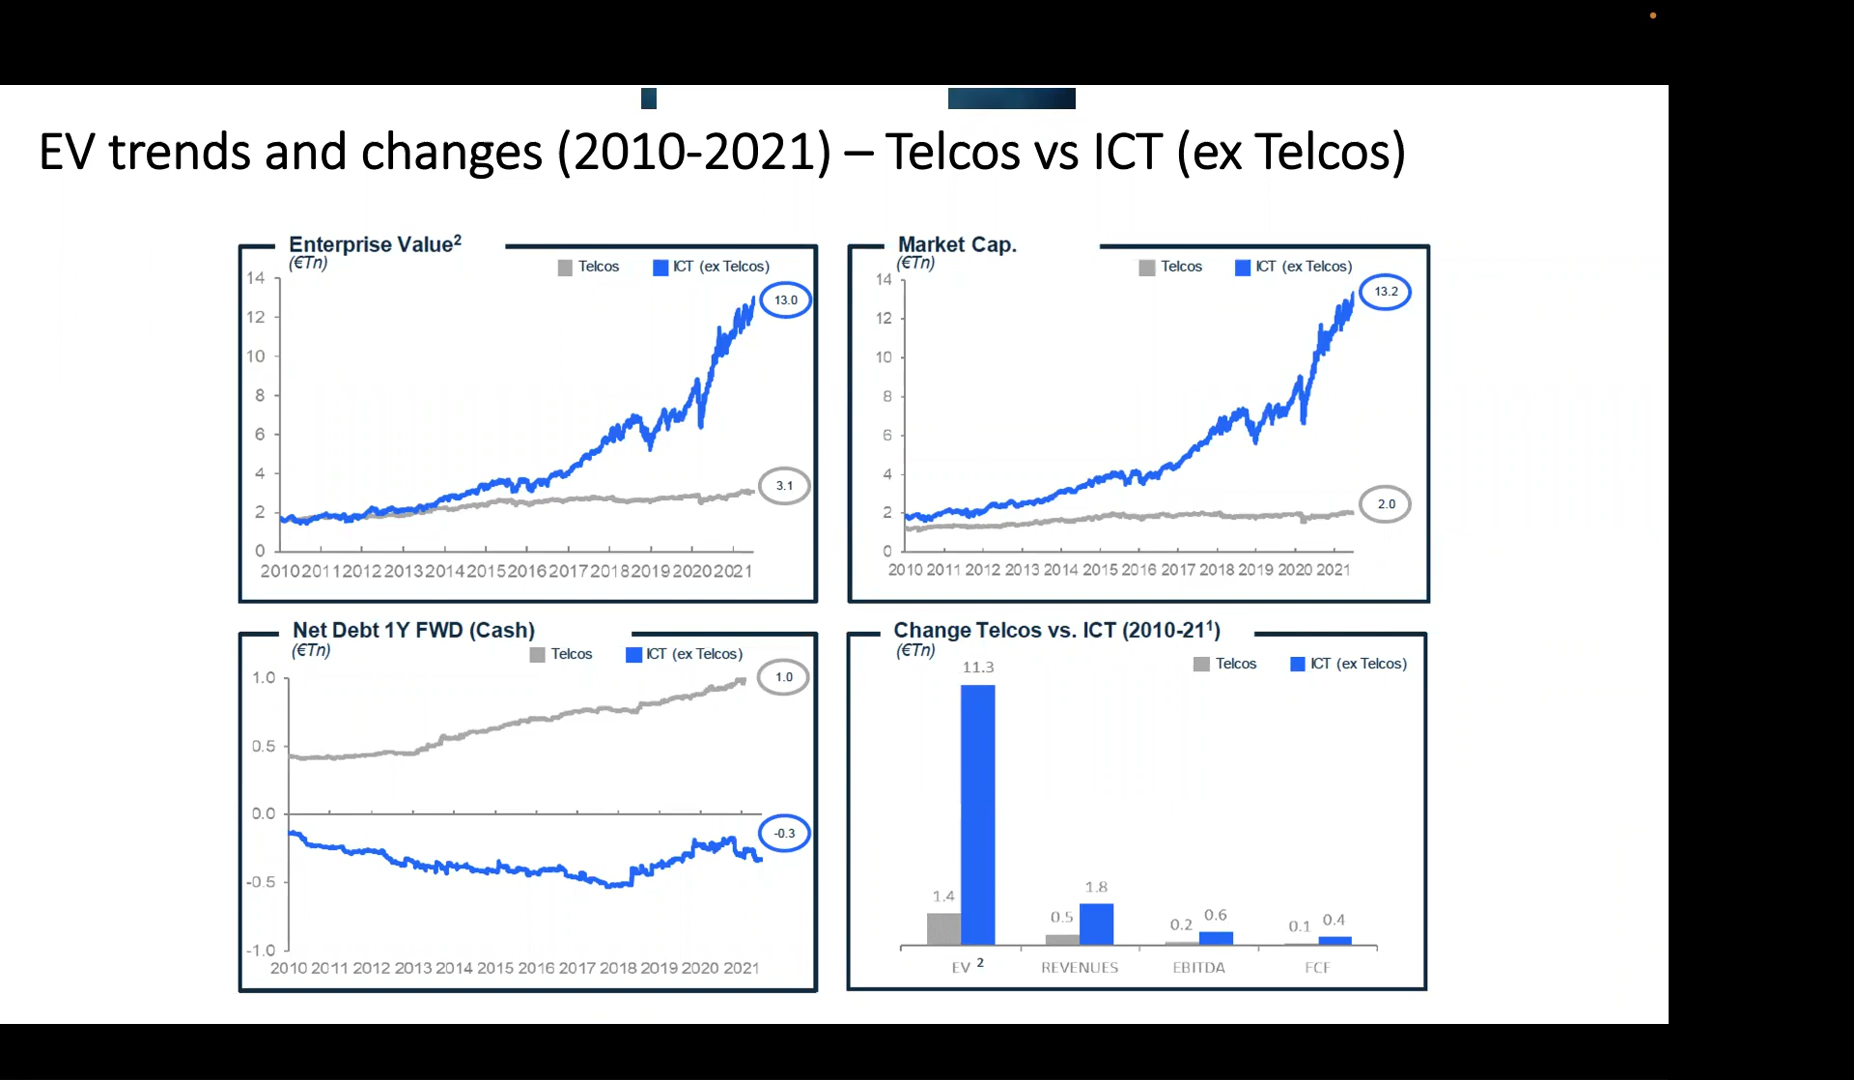 EV trends and changes (2010-2021) – Telcos vs ICT (ex Telcos)
Enterprise Value2
(€Tn)
Telcos
ICT (ex Telcos)
14
12
10
8
6
4
2
0
13.0
3.1
2010 2011 2012 2013 2014 2015 2016 2017 2018 2019 2020 2021
Market Cap.
(€Tn)
Telcos
ICT (ex Telcos)
14
12
10
8
6
4
2
0
13.2
2.0
2010 2011 2012 2013 2014 2015 2016 2017 2018 2019 2020 2021
Net Debt 1Y FWD (Cash)
(€Tn)
Telcos
ICT (ex Telcos)
1.0
0.5
0.0
-0.5
-1.0
1.0
-0.3
2010 2011 2012 2013 2014 2015 2016 2017 2018 2019 2020 2021
Change Telcos vs. ICT (2010-211)
(€Tn)
Telcos
ICT (ex Telcos)
11.3
1.4
0.5
1.8
0.2
0.6
0.1
0.4
EV 2
REVENUES
EBITDA
FCF